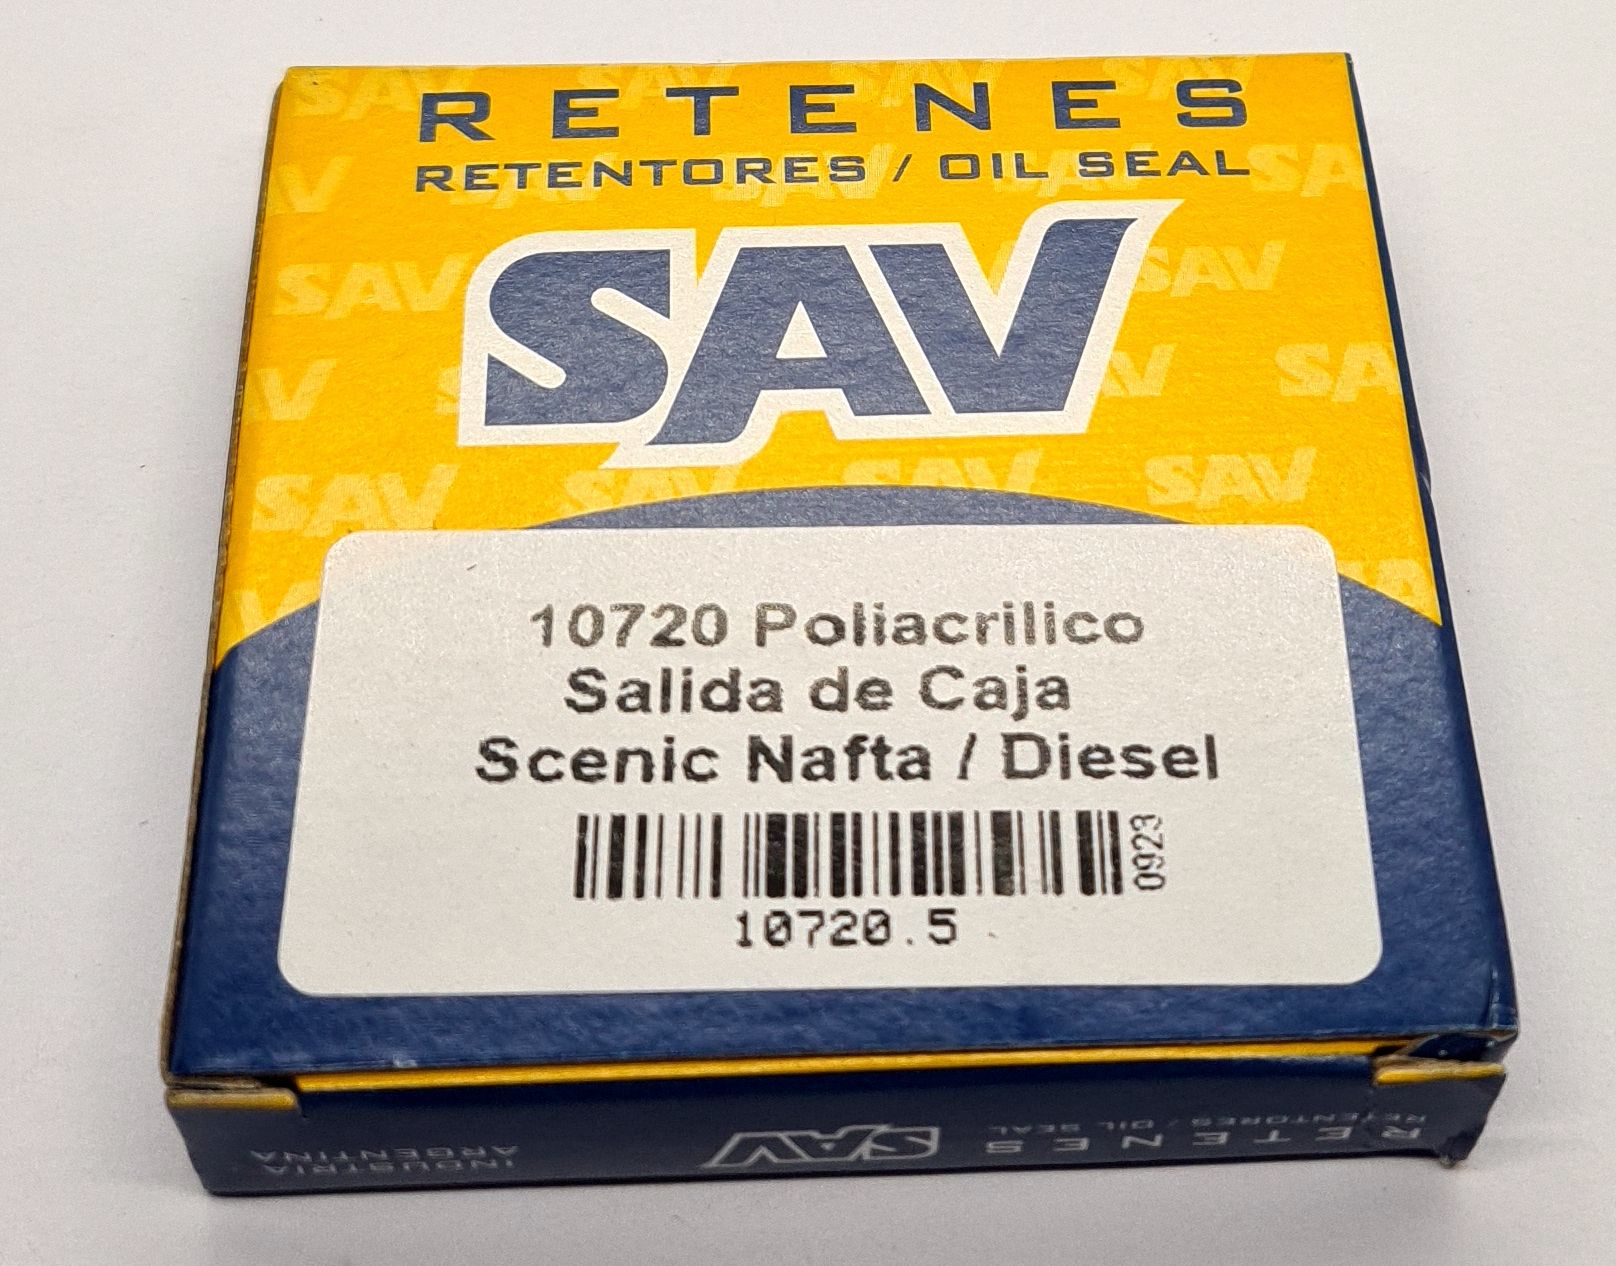 RETENES
RETENTORES / OIL SEAL
SAV
10720 Poliacrilico
Salida de Caja
Scenic Nafta / Diesel
0923
10720.5
RETENES
RETENTORES / OIL SEAL
SAV
INDUSTRIA
ARGENTINA